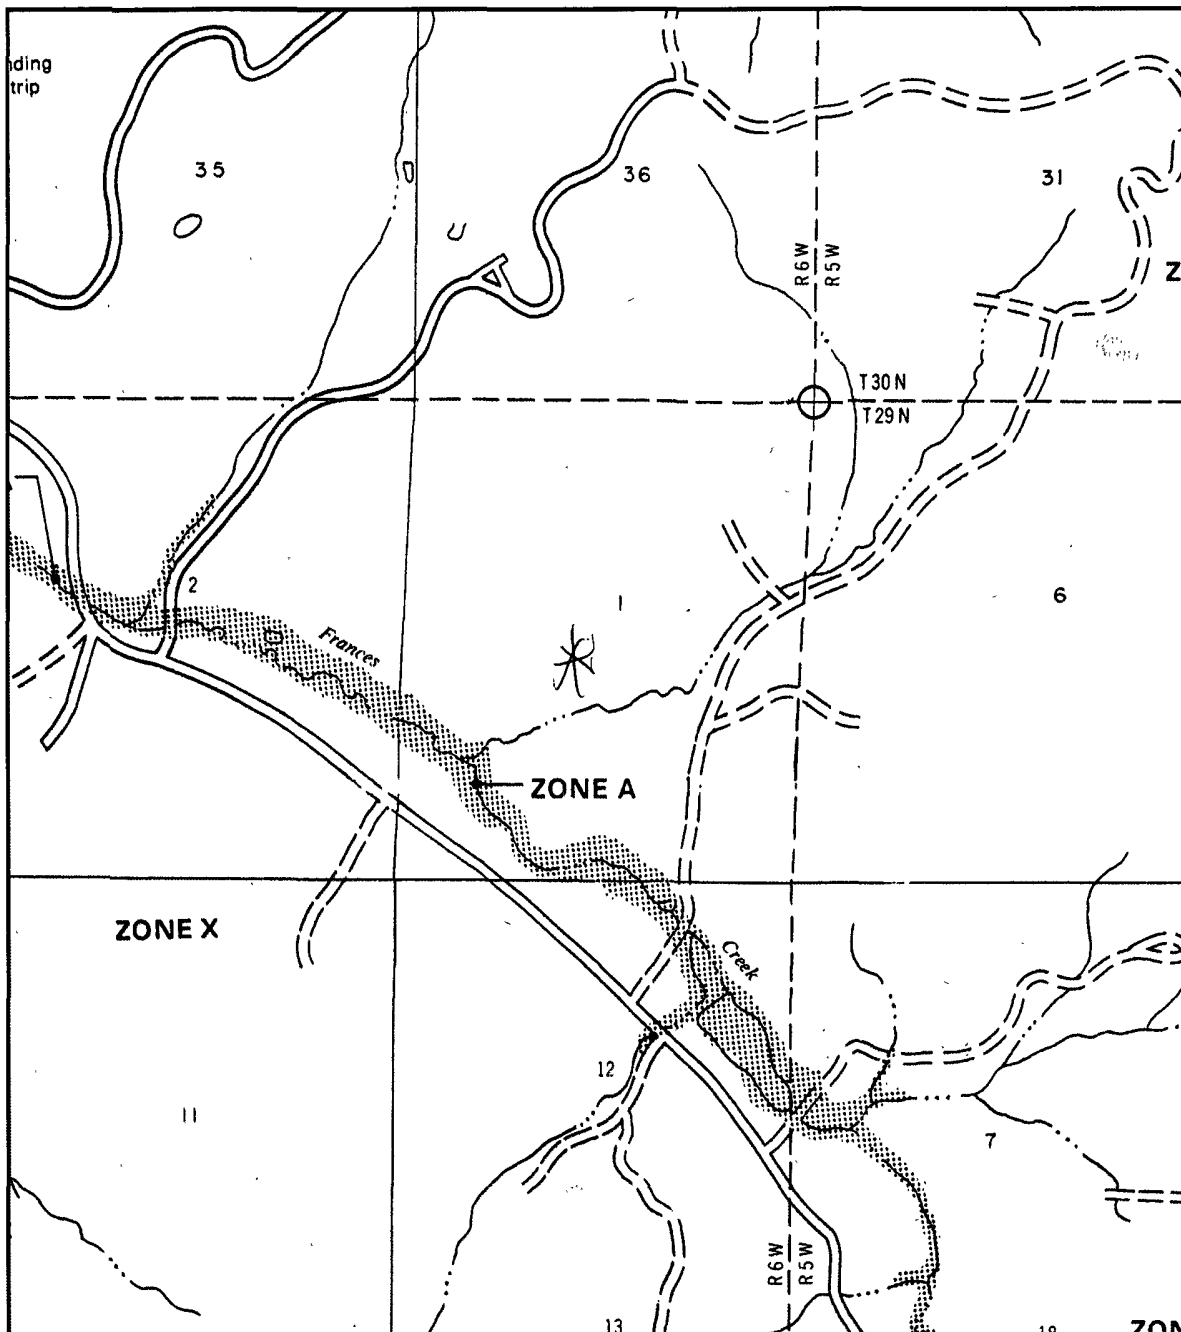 nding
trip
35
36
31
R6W
R5W
Z
T30N
T29N
2
1
6
Frances
ZONE A
ZONE X
Creek
12
11
7
R6W
R5W
13
18
ZON